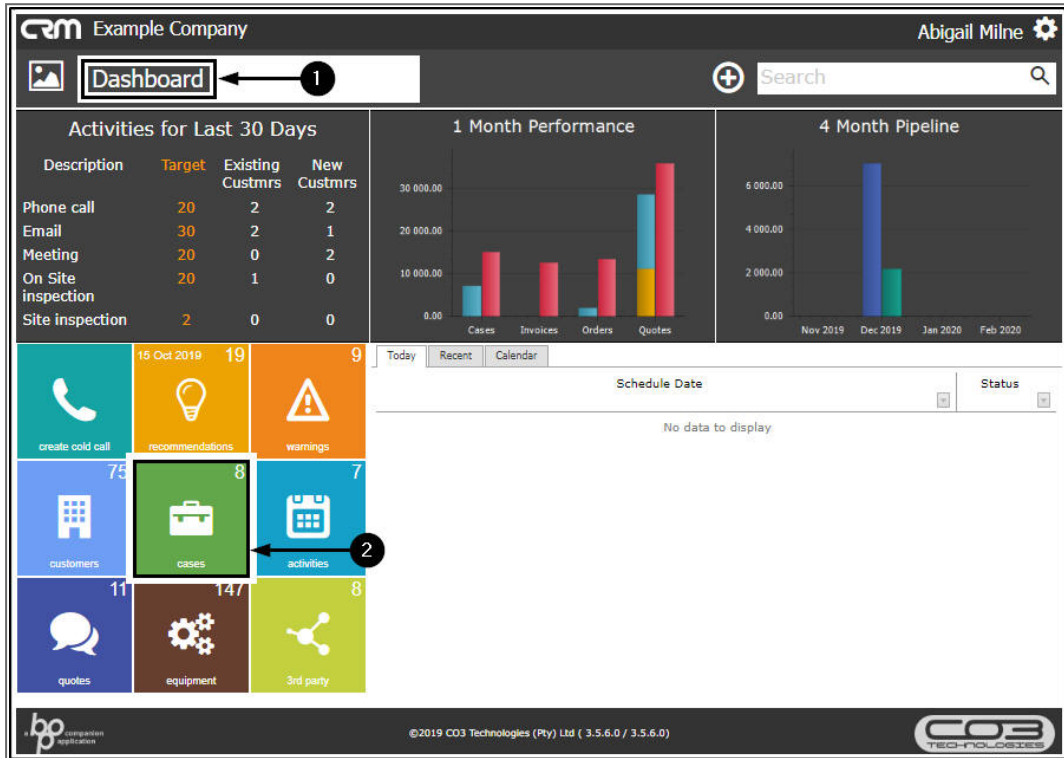 CRM Example Company
Abigail Milne
Dashboard
1
Search
Activities for Last 30 Days
Description Target Existing Custmrs New Custmrs
Phone call 20 2 2
Email 30 2 1
Meeting 20 0 2
On Site inspection 20 1 0
Site inspection 2 0 0
1 Month Performance
30 000.00
20 000.00
10 000.00
0.00
Cases Invoices Orders Quotes
4 Month Pipeline
6 000.00
4 000.00
2 000.00
0.00
Nov 2019 Dec 2019 Jan 2020 Feb 2020
create cold call
15 Oct 2019 19
recommendations
9
warnings
75
customers
8
cases
7
activities
2
11
quotes
147
equipment
8
3rd party
Today Recent Calendar
Schedule Date Status
No data to display
a bpo companion application
©2019 CO3 Technologies (Pty) Ltd ( 3.5.6.0 / 3.5.6.0)
CO3
TECHNOLOGIES